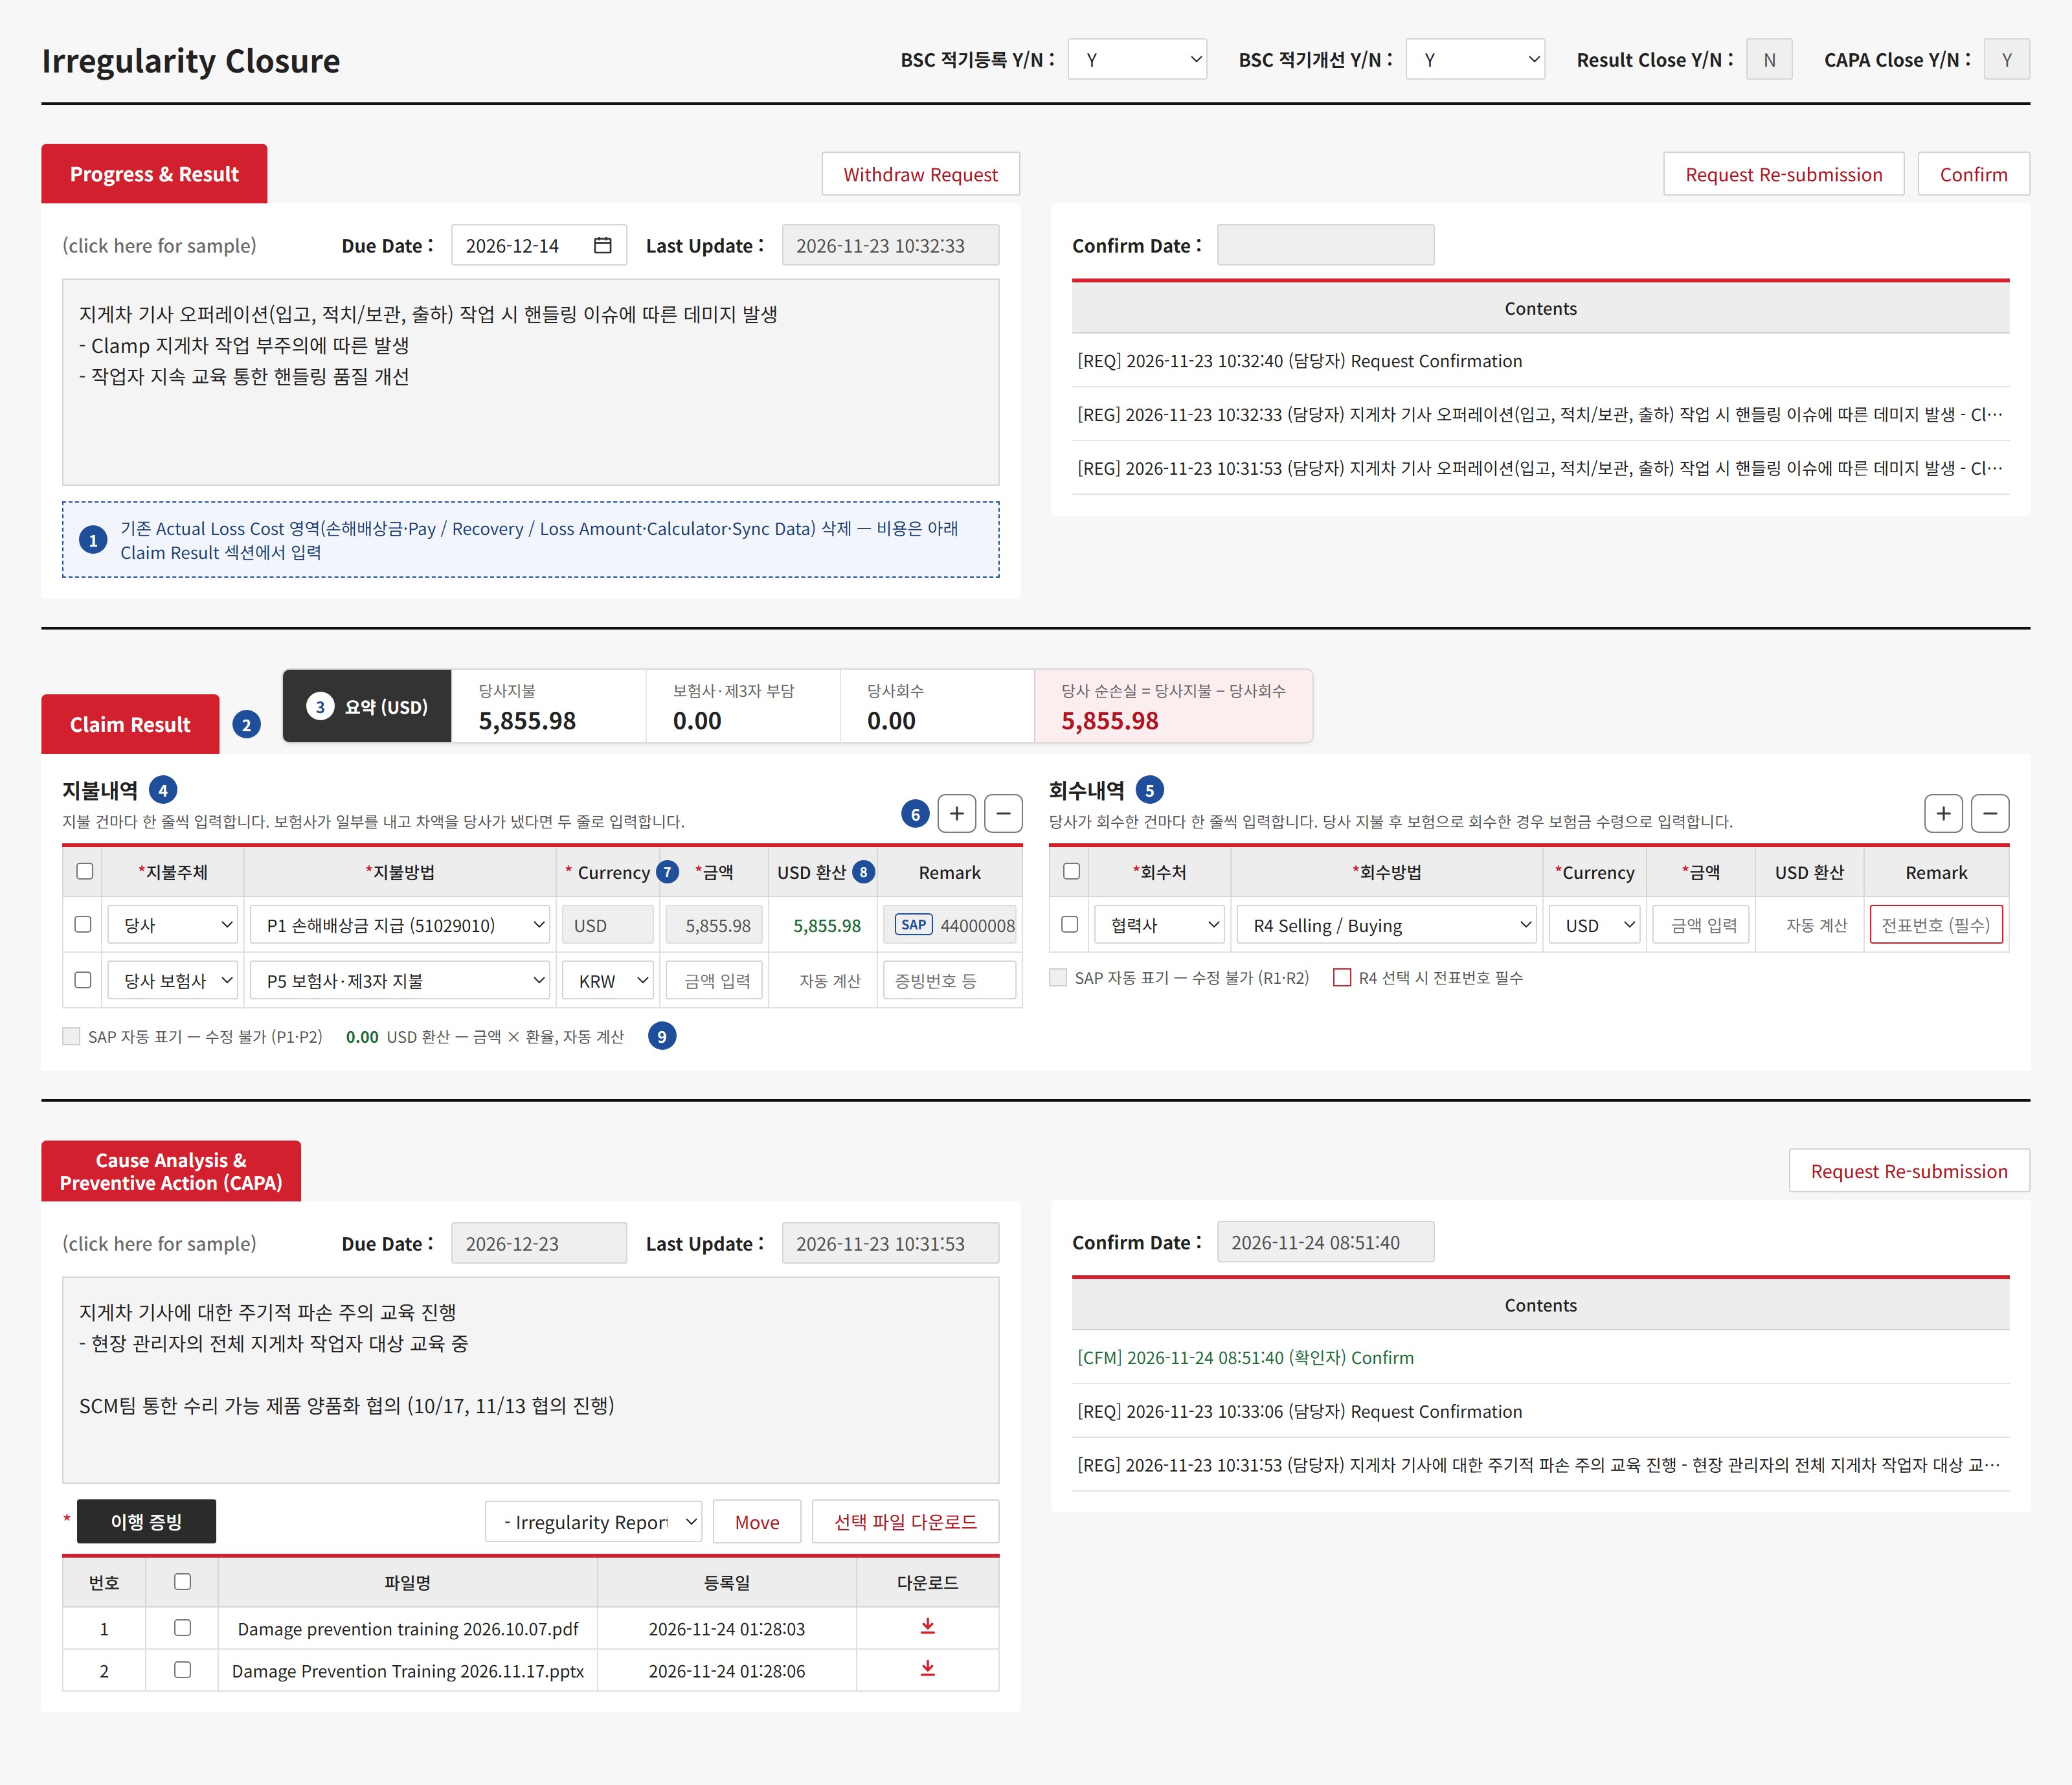 Irregularity Closure
BSC 적기등록 Y/N : Y
BSC 적기개선 Y/N : Y
Result Close Y/N : N
CAPA Close Y/N : Y
Progress & Result
Withdraw Request
Request Re-submission
Confirm
(click here for sample)
Due Date : 2026-12-14
Last Update : 2026-11-23 10:32:33
지게차 기사 오퍼레이션(입고, 적치/보관, 출하) 작업 시 핸들링 이슈에 따른 데미지 발생
- Clamp 지게차 작업 부주의에 따른 발생
- 작업자 지속 교육 통한 핸들링 품질 개선
1
기존 Actual Loss Cost 영역(손해배상금·Pay / Recovery / Loss Amount·Calculator·Sync Data) 삭제 — 비용은 아래
Claim Result 섹션에서 입력
Confirm Date :
Contents
[REQ] 2026-11-23 10:32:40 (담당자) Request Confirmation
[REG] 2026-11-23 10:32:33 (담당자) 지게차 기사 오퍼레이션(입고, 적치/보관, 출하) 작업 시 핸들링 이슈에 따른 데미지 발생 - Cl…
[REG] 2026-11-23 10:31:53 (담당자) 지게차 기사 오퍼레이션(입고, 적치/보관, 출하) 작업 시 핸들링 이슈에 따른 데미지 발생 - Cl…
Claim Result
2
3 요약 (USD)
당사지불
5,855.98
보험사·제3자 부담
0.00
당사회수
0.00
당사 순손실 = 당사지불 − 당사회수
5,855.98
지불내역 4
지불 건마다 한 줄씩 입력합니다. 보험사가 일부를 내고 차액을 당사가 냈다면 두 줄로 입력합니다.
6 + −
*지불주체 *지불방법 * Currency 7 *금액 USD 환산 8 Remark
당사 P1 손해배상금 지급 (51029010) USD 5,855.98 5,855.98 SAP 44000008
당사 보험사 P5 보험사·제3자 지불 KRW 금액 입력 자동 계산 증빙번호 등
SAP 자동 표기 — 수정 불가 (P1·P2) 0.00 USD 환산 — 금액 × 환율, 자동 계산 9
회수내역 5
당사가 회수한 건마다 한 줄씩 입력합니다. 당사 지불 후 보험으로 회수한 경우 보험금 수령으로 입력합니다.
+ −
*회수처 *회수방법 *Currency *금액 USD 환산 Remark
협력사 R4 Selling / Buying USD 금액 입력 자동 계산 전표번호 (필수)
SAP 자동 표기 — 수정 불가 (R1·R2) R4 선택 시 전표번호 필수
Cause Analysis &
Preventive Action (CAPA)
Request Re-submission
(click here for sample)
Due Date : 2026-12-23
Last Update : 2026-11-23 10:31:53
지게차 기사에 대한 주기적 파손 주의 교육 진행
- 현장 관리자의 전체 지게차 작업자 대상 교육 중
SCM팀 통한 수리 가능 제품 양품화 협의 (10/17, 11/13 협의 진행)
* 이행 증빙
- Irregularity Repor
Move
선택 파일 다운로드
번호 파일명 등록일 다운로드
1 Damage prevention training 2026.10.07.pdf 2026-11-24 01:28:03
2 Damage Prevention Training 2026.11.17.pptx 2026-11-24 01:28:06
Confirm Date : 2026-11-24 08:51:40
Contents
[CFM] 2026-11-24 08:51:40 (확인자) Confirm
[REQ] 2026-11-23 10:33:06 (담당자) Request Confirmation
[REG] 2026-11-23 10:31:53 (담당자) 지게차 기사에 대한 주기적 파손 주의 교육 진행 - 현장 관리자의 전체 지게차 작업자 대상 교…